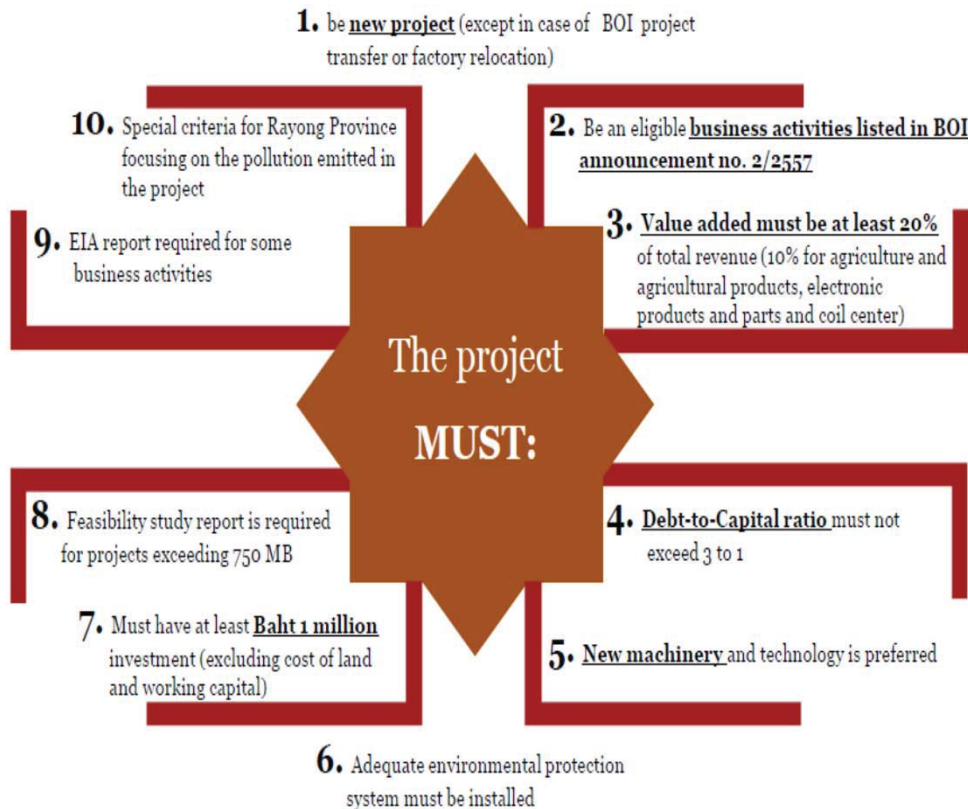 1. be new project (except in case of BOI project
transfer or factory relocation)
2. Be an eligible business activities listed in BOI
announcement no. 2/2557
3. Value added must be at least 20%
of total revenue (10% for agriculture and
agricultural products, electronic
products and parts and coil center)
4. Debt-to-Capital ratio must not
exceed 3 to 1
5. New machinery and technology is preferred
6. Adequate environmental protection
system must be installed
7. Must have at least Baht 1 million
investment (excluding cost of land
and working capital)
8. Feasibility study report is required
for projects exceeding 750 MB
9. EIA report required for some
business activities
10. Special criteria for Rayong Province
focusing on the pollution emitted in
the project
The project
MUST: